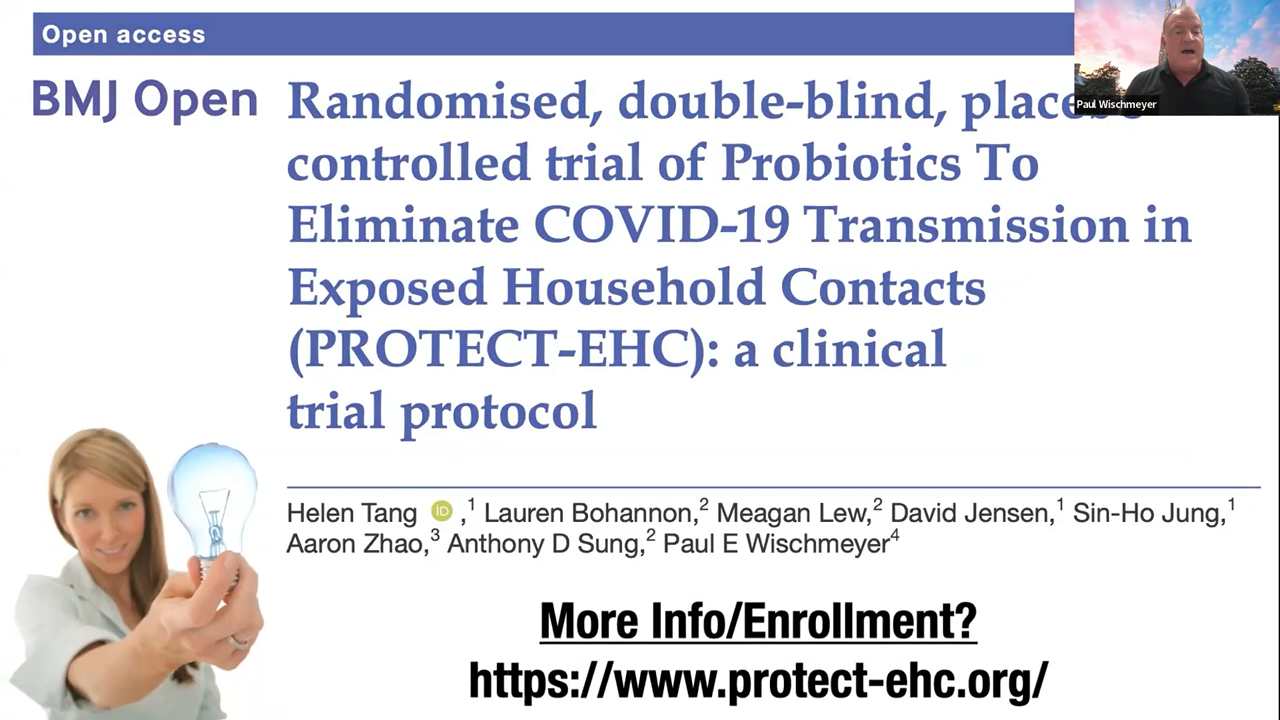 Open access
Paul Wischmeyer
BMJ Open
Randomised, double-blind, place
controlled trial of Probiotics To
Eliminate COVID-19 Transmission in
Exposed Household Contacts
(PROTECT-EHC): a clinical
trial protocol
Helen Tang iD ,1 Lauren Bohannon,2 Meagan Lew,2 David Jensen,1 Sin-Ho Jung,1
Aaron Zhao,3 Anthony D Sung,2 Paul E Wischmeyer4
More Info/Enrollment?
https://www.protect-ehc.org/